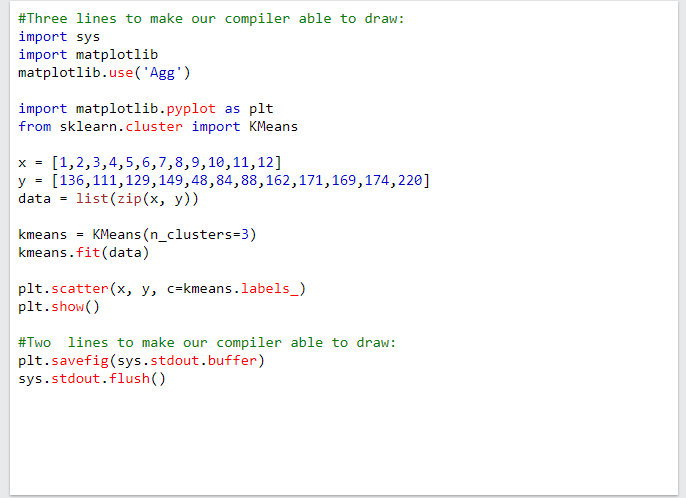 #Three lines to make our compiler able to draw:
import sys
import matplotlib
matplotlib.use('Agg')

import matplotlib.pyplot as plt
from sklearn.cluster import KMeans

x = [1,2,3,4,5,6,7,8,9,10,11,12]
y = [136,111,129,149,48,84,88,162,171,169,174,220]
data = list(zip(x, y))

kmeans = KMeans(n_clusters=3)
kmeans.fit(data)

plt.scatter(x, y, c=kmeans.labels_)
plt.show()

#Two  lines to make our compiler able to draw:
plt.savefig(sys.stdout.buffer)
sys.stdout.flush()